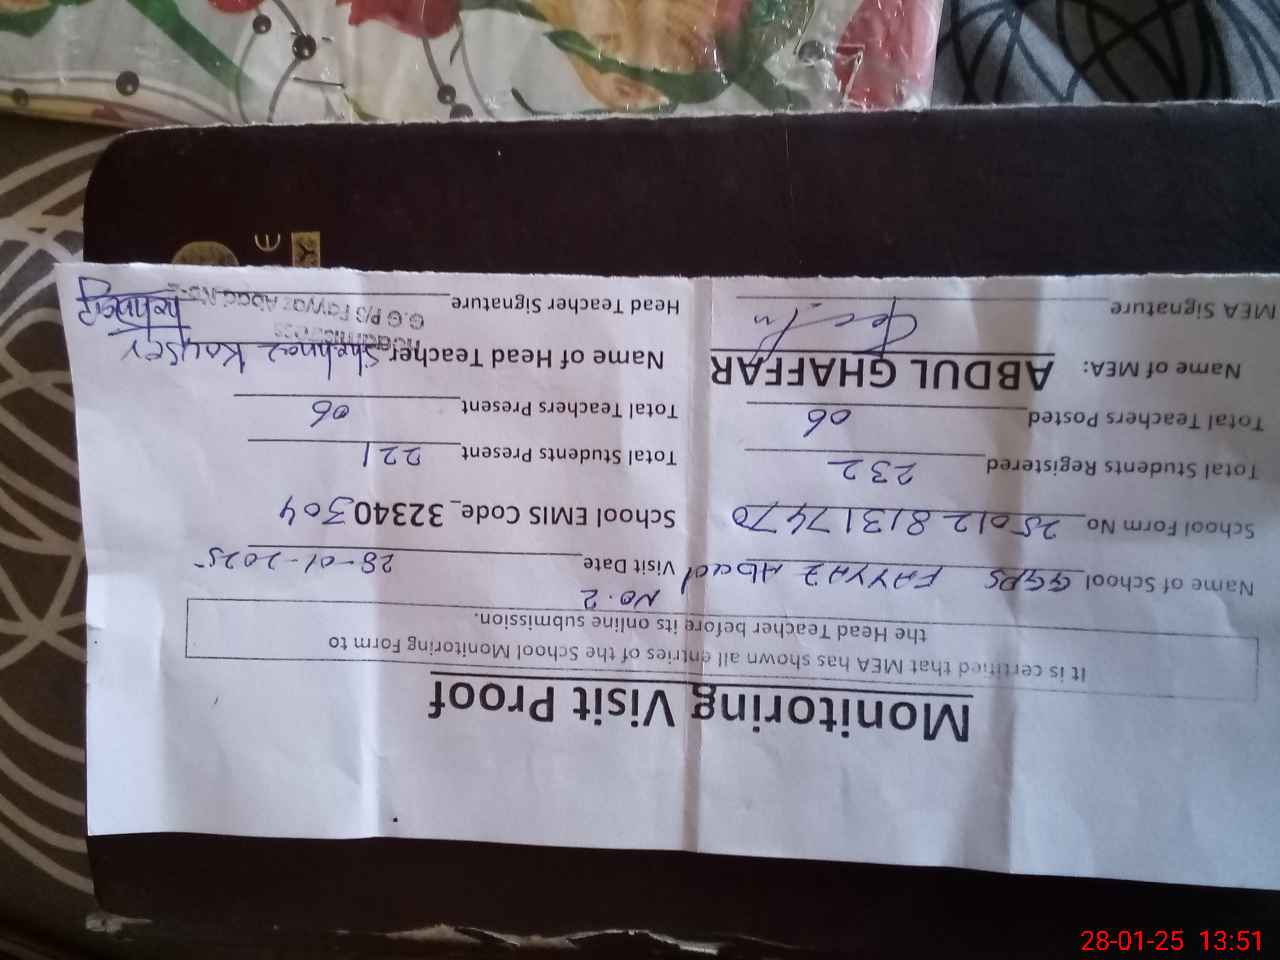 Monitoring Visit Proof
It is certified that MEA has shown all entries of the School Monitoring Form to
the Head Teacher before its online submission.
Name of School GGPS FAYYAZ Abad No.2 Visit Date 28-01-2025
School Form No 2501281317470 School EMIS Code_32340304
Total Students Registered 232 Total Students Present 221
Total Teachers Posted 06 Total Teachers Present 06
Name of MEA: ABDUL GHAFFAR Name of Head Teacher Shehnaz Kouser
Headmistress
MEA Signature Head Teacher Signature
G.G P/S Fayyaz Abad No-2
28-01-25 13:51